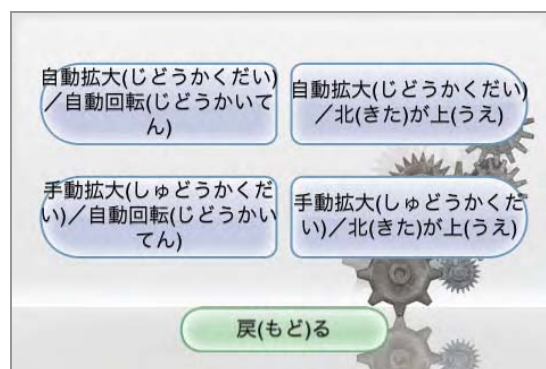 自動拡大(じどうかくだい)
／自動回転(じどうかいて
ん)
自動拡大(じどうかくだい)
／北(きた)が上(うえ)
手動拡大(しゅどうかくだ
い)／自動回転(じどうかい
てん)
手動拡大(しゅどうかくだ
い)／北(きた)が上(うえ)
戻(もど)る